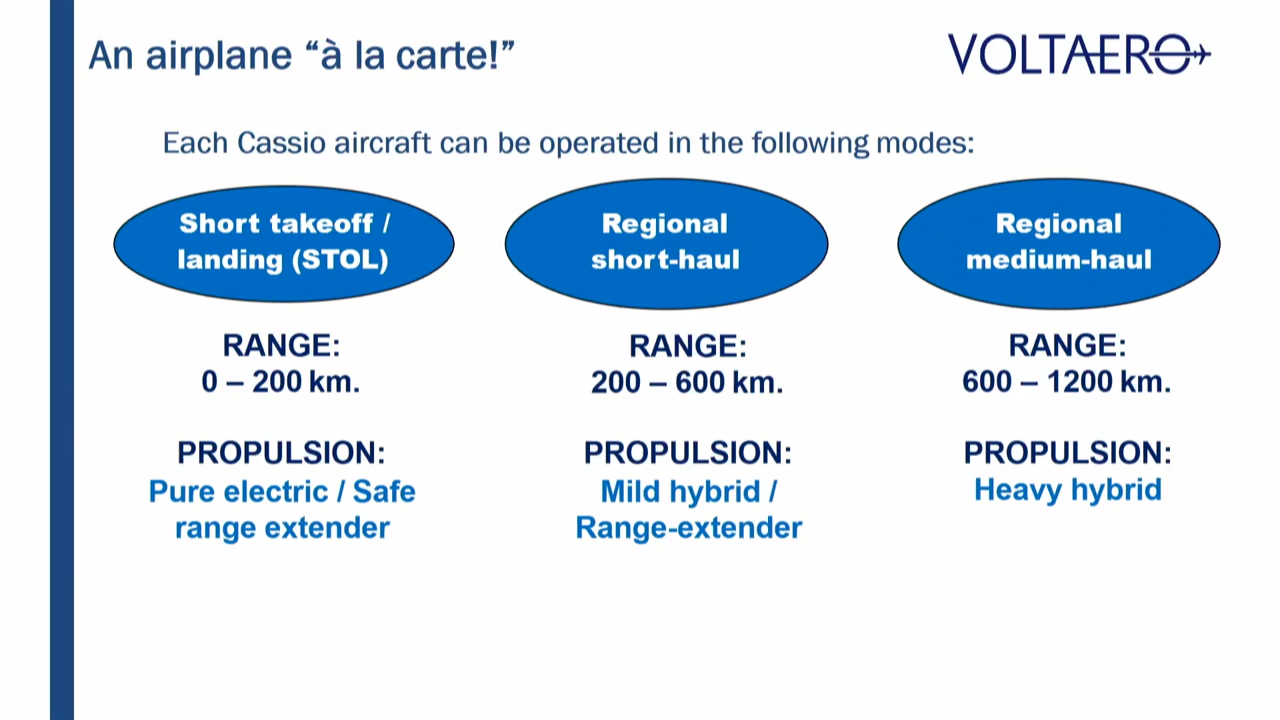 An airplane “à la carte!”
VOLTAERO
Each Cassio aircraft can be operated in the following modes:
Short takeoff /
landing (STOL)
RANGE:
0 – 200 km.
PROPULSION:
Pure electric / Safe
range extender
Regional
short-haul
RANGE:
200 – 600 km.
PROPULSION:
Mild hybrid /
Range-extender
Regional
medium-haul
RANGE:
600 – 1200 km.
PROPULSION:
Heavy hybrid